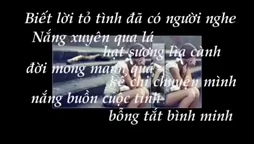 Biết lời tỏ tình đã có người nghe
Nắng xuyên qua lá
hạt sương lìa cành
đời mong manh quá
kể chi chuyện mình
nắng buồn cuộc tình
bỗng tắt bình minh